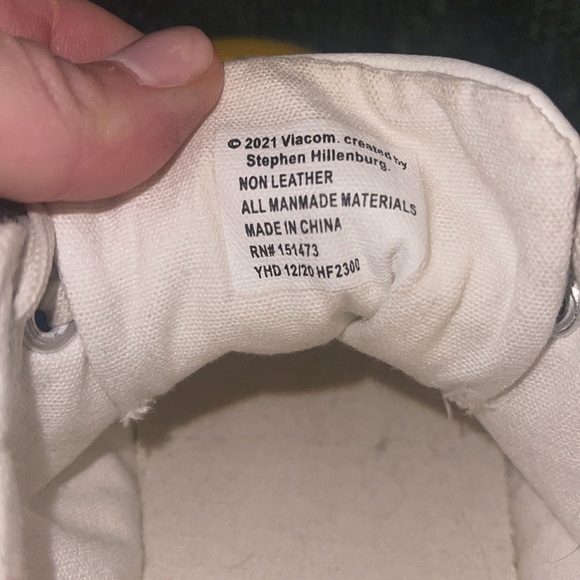 © 2021 Viacom. created by
Stephen Hillenburg.
NON LEATHER
ALL MANMADE MATERIALS
MADE IN CHINA
RN# 151473
YHD 12/20 HF2300